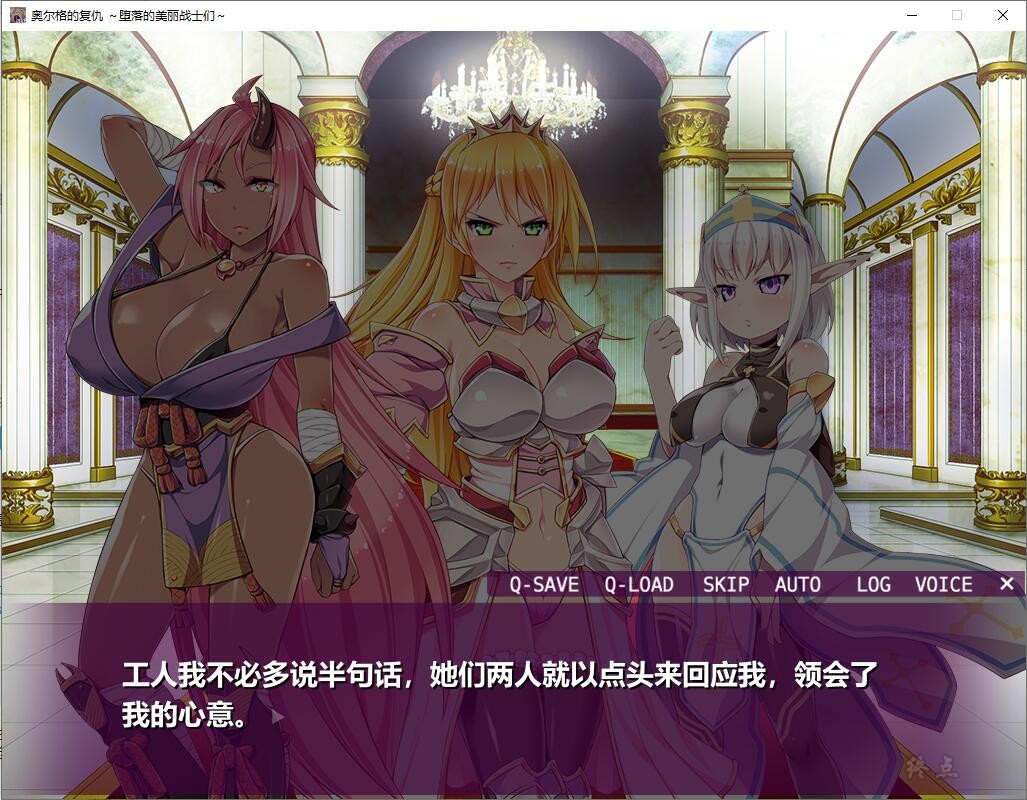 奥尔格的复仇 ～堕落的美丽战士们～
Q-SAVE Q-LOAD SKIP AUTO LOG VOICE ×
工人我不必多说半句话，她们两人就以点头来回应我，领会了
我的心意。
终点